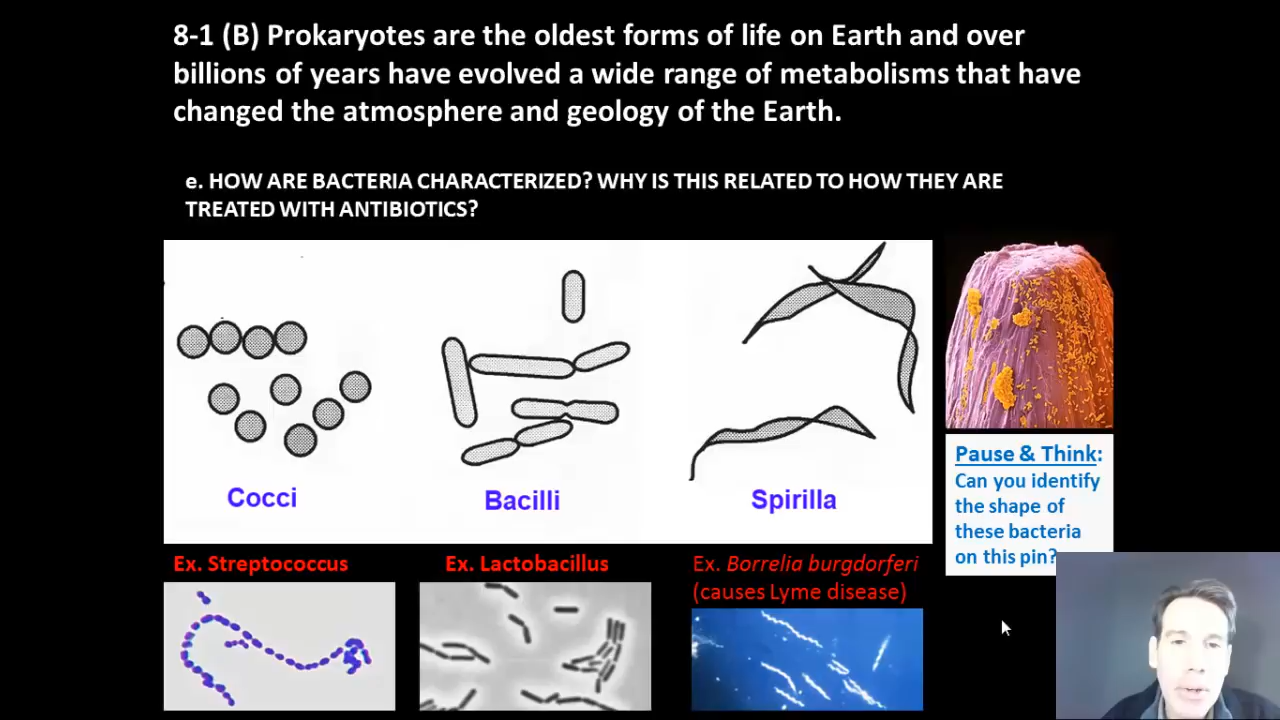 8-1 (B) Prokaryotes are the oldest forms of life on Earth and over
billions of years have evolved a wide range of metabolisms that have
changed the atmosphere and geology of the Earth.
e. HOW ARE BACTERIA CHARACTERIZED? WHY IS THIS RELATED TO HOW THEY ARE
TREATED WITH ANTIBIOTICS?
Cocci
Bacilli
Spirilla
Pause & Think:
Can you identify
the shape of
these bacteria
on this pin?
Ex. Streptococcus
Ex. Lactobacillus
Ex. Borrelia burgdorferi
(causes Lyme disease)